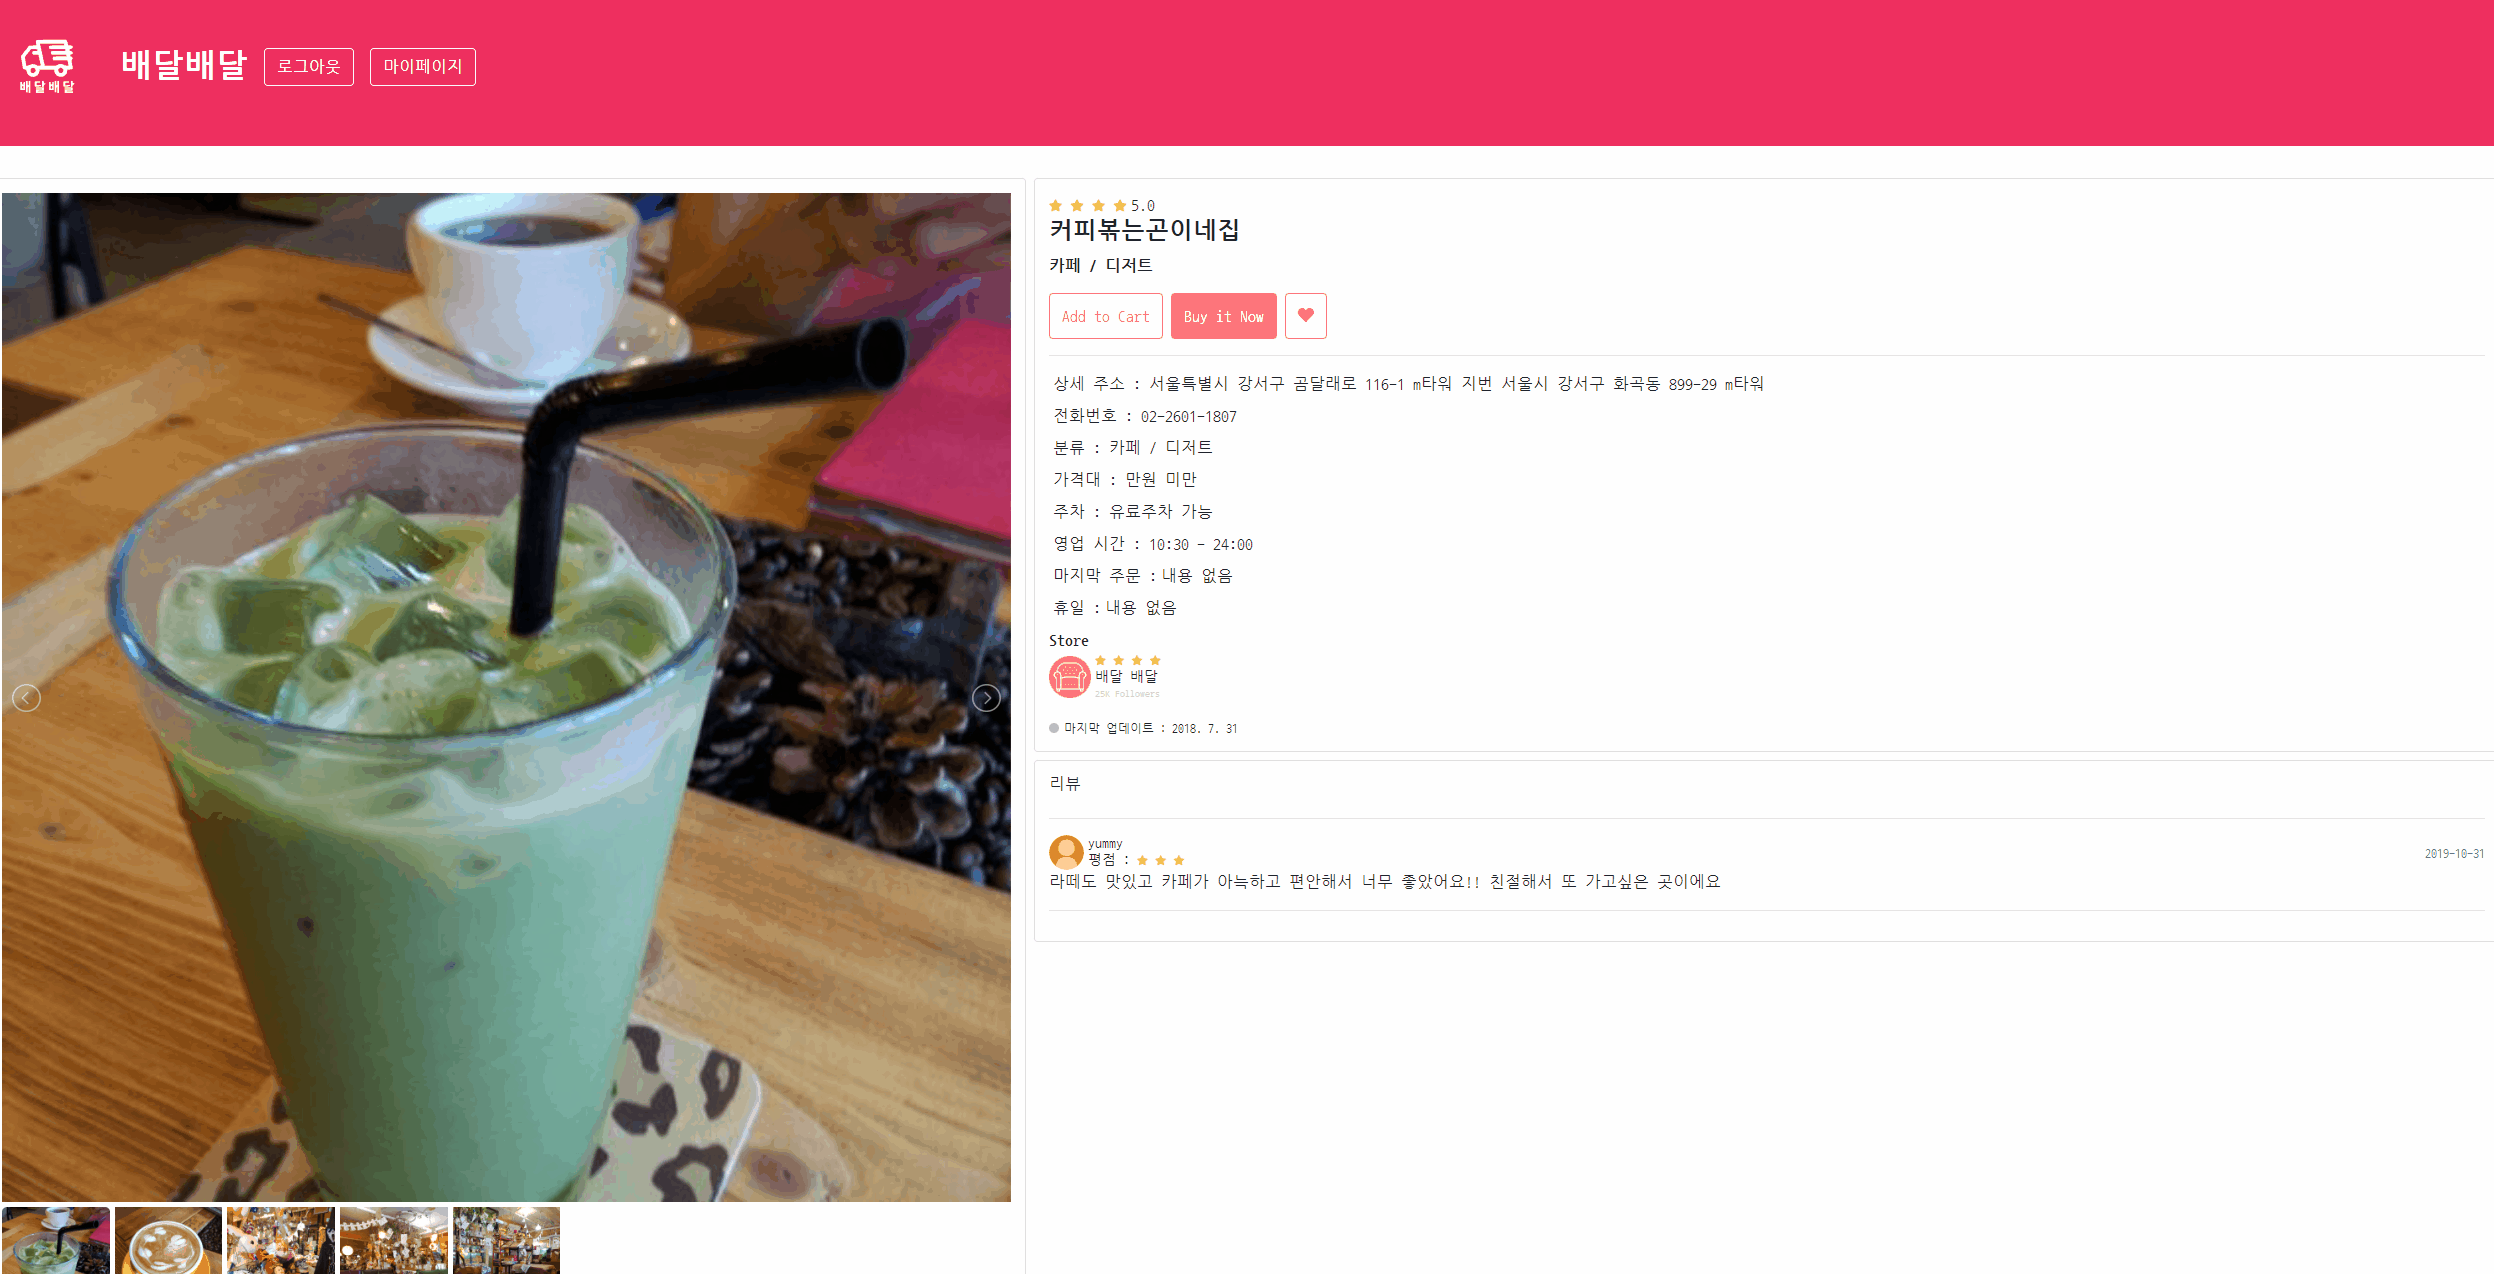 배달배달
배달배달
로그아웃
마이페이지
5.0
커피볶는곤이네집
카페 / 디저트
Add to Cart
Buy it Now
상세 주소 : 서울특별시 강서구 곰달래로 116-1 m타워 지번 서울시 강서구 화곡동 899-29 m타워
전화번호 : 02-2601-1807
분류 : 카페 / 디저트
가격대 : 만원 미만
주차 : 유료주차 가능
영업 시간 : 10:30 - 24:00
마지막 주문 : 내용 없음
휴일 : 내용 없음
Store
배달 배달
25K Followers
마지막 업데이트 : 2018. 7. 31
리뷰
yummy
평점 :
2019-10-31
라떼도 맛있고 카페가 아늑하고 편안해서 너무 좋았어요!! 친절해서 또 가고싶은 곳이에요